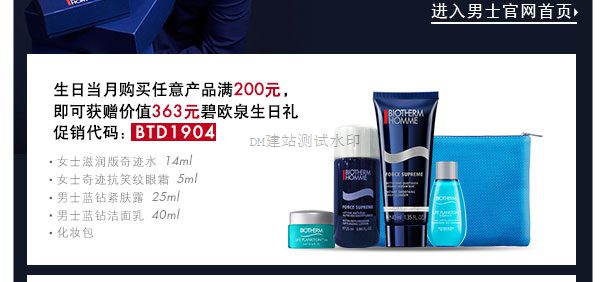 进入男士官网首页
生日当月购买任意产品满200元，
即可获赠价值363元碧欧泉生日礼
促销代码：BTD1904
DM建站测试水印
· 女士滋润版奇迹水 14ml
· 女士奇迹抗笑纹眼霜 5ml
· 男士蓝钻紧肤露 25ml
· 男士蓝钻洁面乳 40ml
· 化妆包
BIOTHERM
HOMME
FORCE SUPREME
BIOTHERM
HOMME
FORCE SUPREME
BIOTHERM
LIFE PLANKTON
BIOTHERM
LIFE PLANKTON